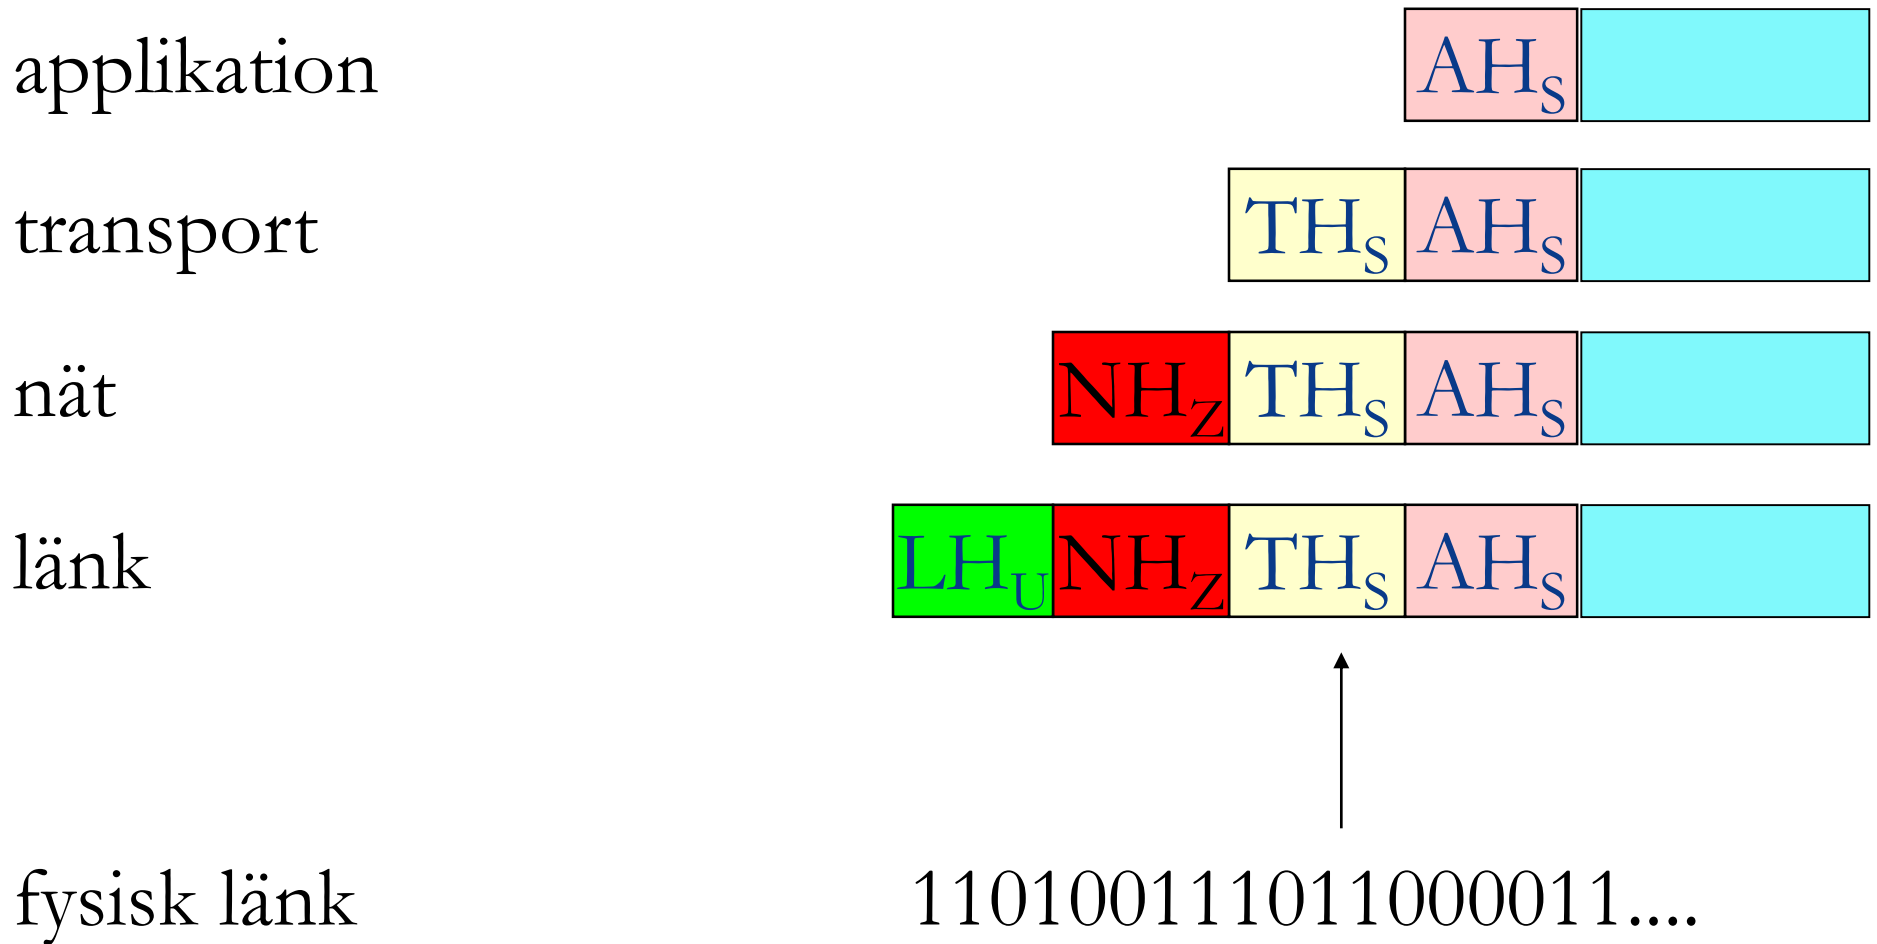 applikation AHS
transport THS AHS
nät NHZ THS AHS
länk LHU NHZ THS AHS
fysisk länk 110100111011000011....